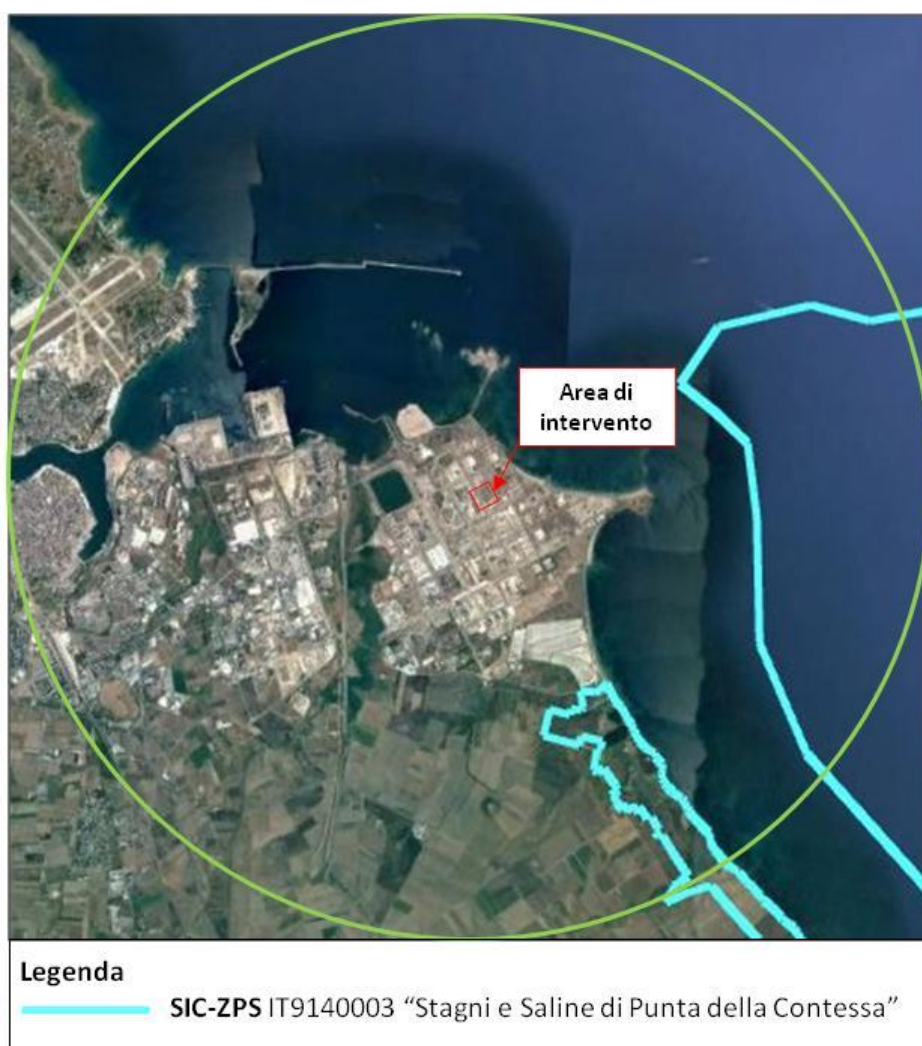 Area di
intervento
Legenda
SIC-ZPS IT9140003 “Stagni e Saline di Punta della Contessa”